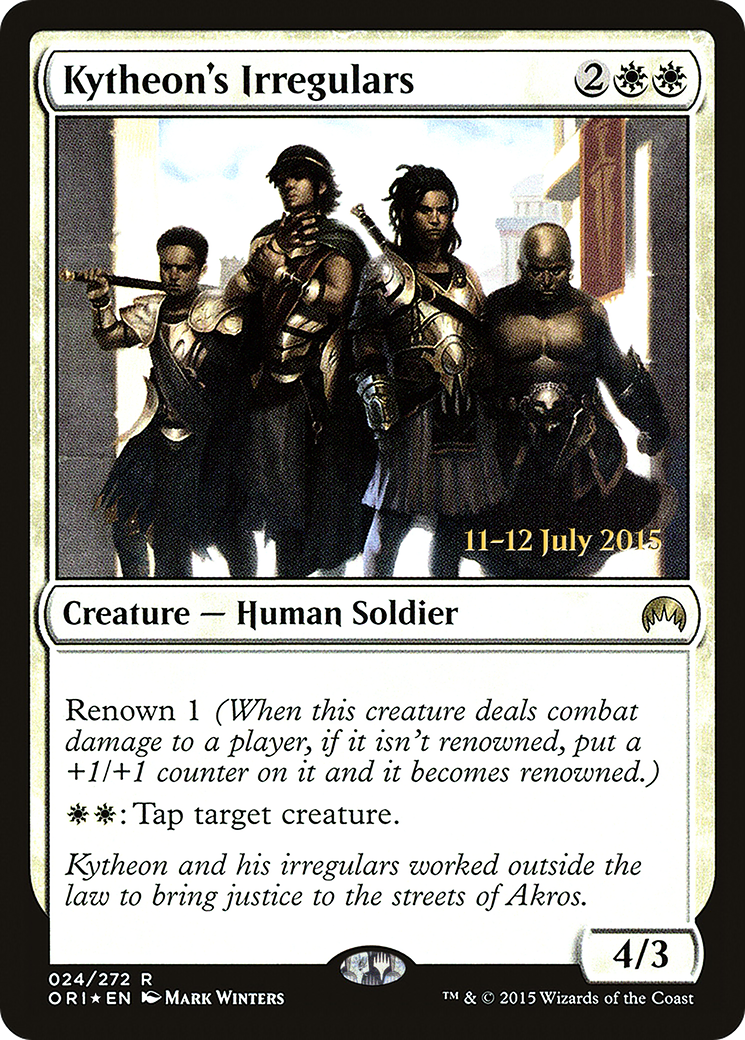 Kytheon's Irregulars 2
11–12 July 2015
Creature — Human Soldier
Renown 1 (When this creature deals combat
damage to a player, if it isn't renowned, put a
+1/+1 counter on it and it becomes renowned.)
: Tap target creature.
Kytheon and his irregulars worked outside the
law to bring justice to the streets of Akros.
4/3
024/272 R
ORI★EN Mark Winters
™ & © 2015 Wizards of the Coast